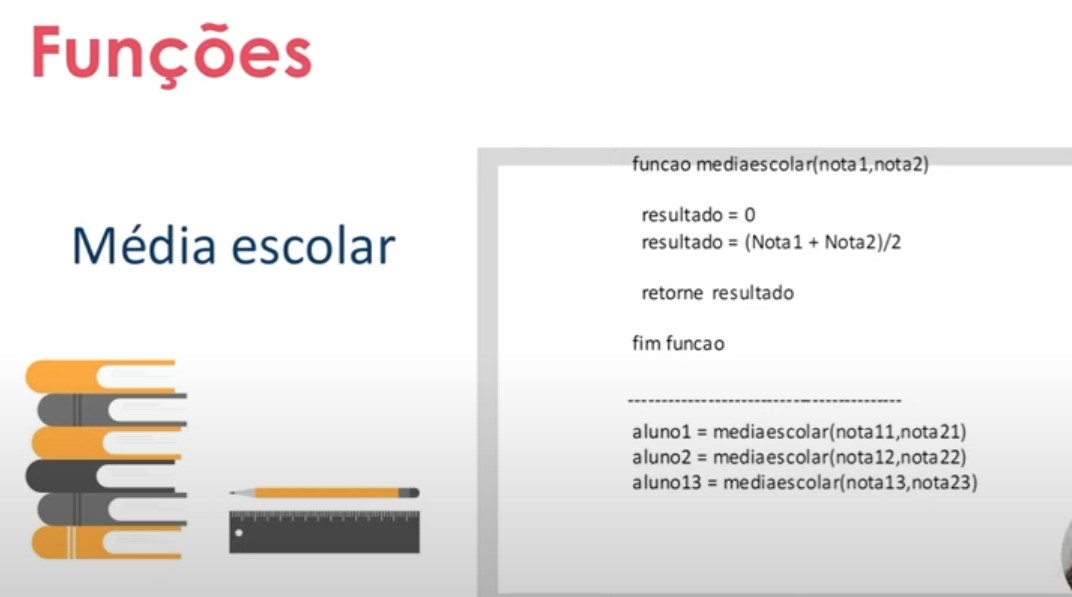 Funções
Média escolar
funcao mediaescolar(nota1,nota2)
resultado = 0
resultado = (Nota1 + Nota2)/2
retorne resultado
fim funcao
----------------------------------------
aluno1 = mediaescolar(nota11,nota21)
aluno2 = mediaescolar(nota12,nota22)
aluno13 = mediaescolar(nota13,nota23)